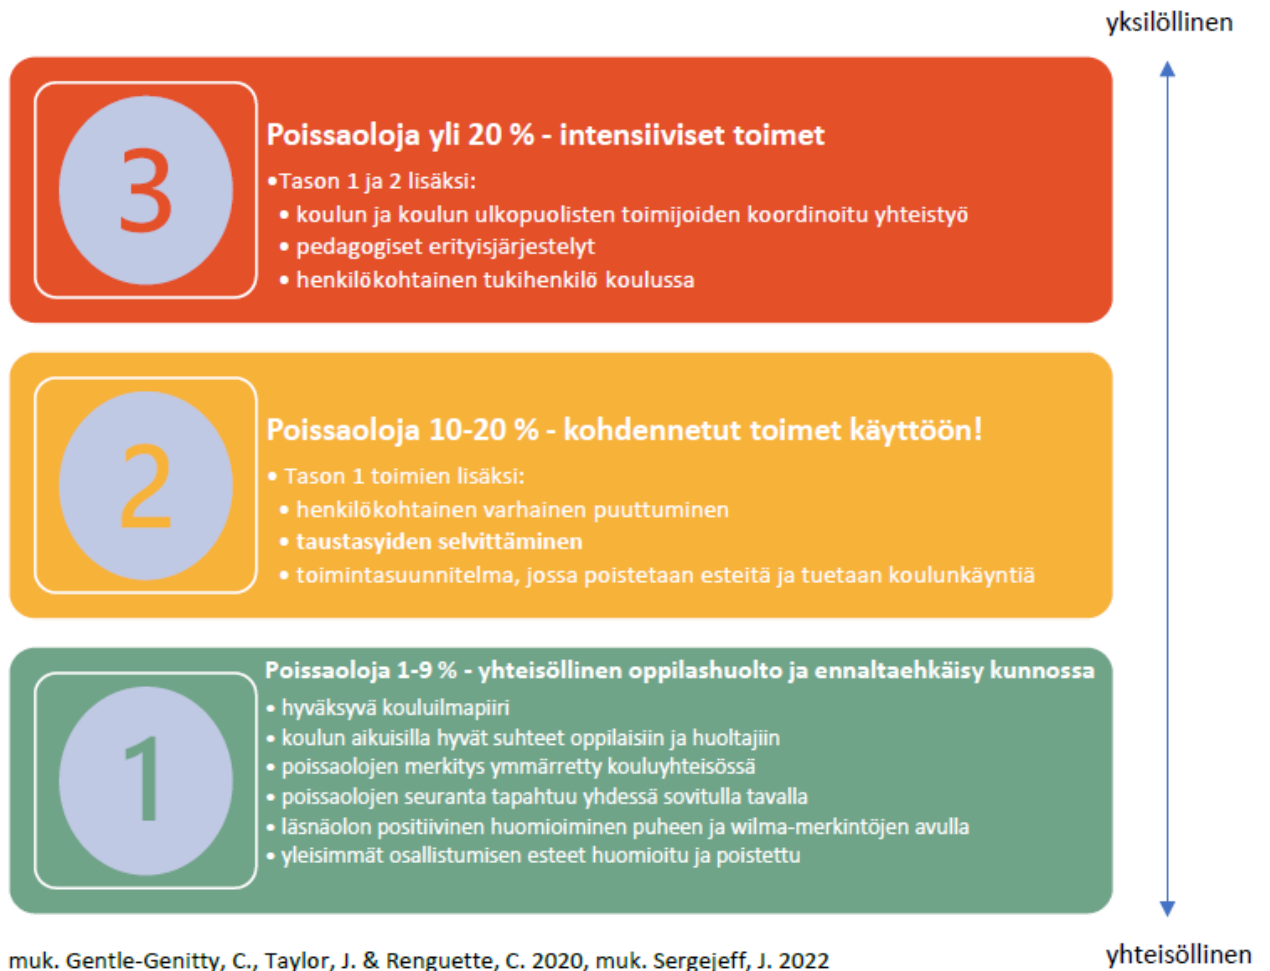 yksilöllinen
3
Poissaoloja yli 20 % - intensiiviset toimet
•Tason 1 ja 2 lisäksi:
• koulun ja koulun ulkopuolisten toimijoiden koordinoitu yhteistyö
• pedagogiset erityisjärjestelyt
• henkilökohtainen tukihenkilö koulussa
2
Poissaoloja 10-20 % - kohdennetut toimet käyttöön!
• Tason 1 toimien lisäksi:
• henkilökohtainen varhainen puuttuminen
• taustasyiden selvittäminen
• toimintasuunnitelma, jossa poistetaan esteitä ja tuetaan koulunkäyntiä
1
Poissaoloja 1-9 % - yhteisöllinen oppilashuolto ja ennaltaehkäisy kunnossa
• hyväksyvä kouluilmapiiri
• koulun aikuisilla hyvät suhteet oppilaisiin ja huoltajiin
• poissaolojen merkitys ymmärretty kouluyhteisössä
• poissaolojen seuranta tapahtuu yhdessä sovitulla tavalla
• läsnäolon positiivinen huomioiminen puheen ja wilma-merkintöjen avulla
• yleisimmät osallistumisen esteet huomioitu ja poistettu
yhteisöllinen
muk. Gentle-Genitty, C., Taylor, J. & Renguette, C. 2020, muk. Sergejeff, J. 2022